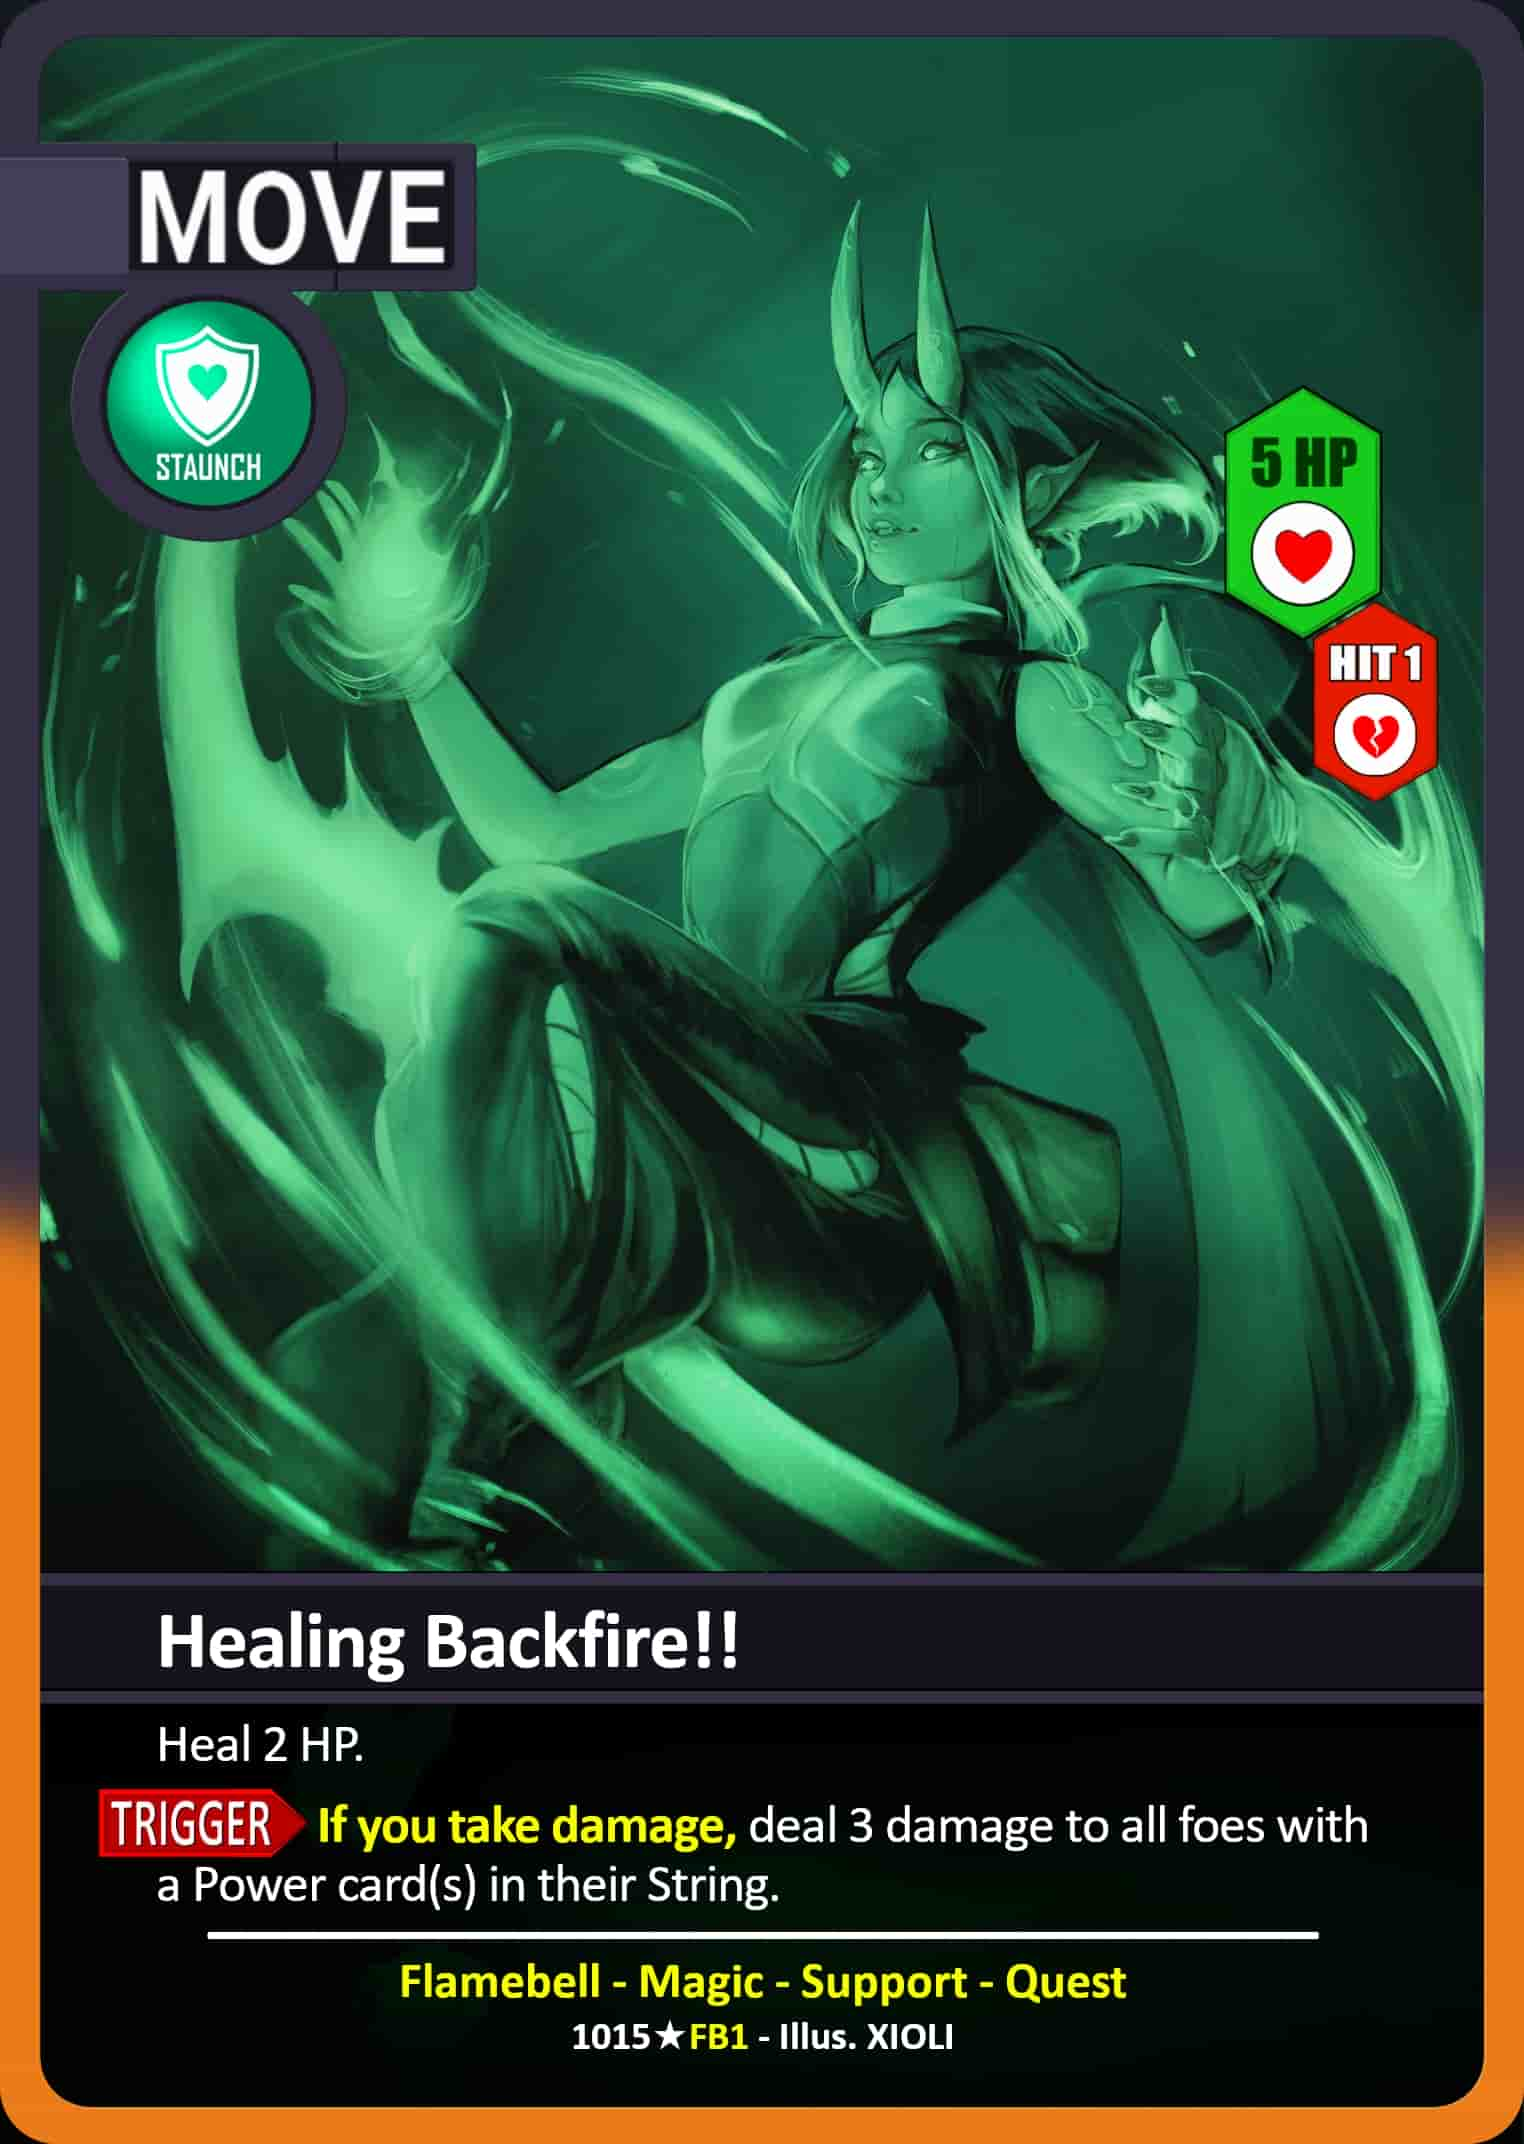 MOVE
STAUNCH
5 HP
HIT 1
Healing Backfire!!
Heal 2 HP.
TRIGGER If you take damage, deal 3 damage to all foes with
a Power card(s) in their String.
Flamebell - Magic - Support - Quest
1015★FB1 - Illus. XIOLI